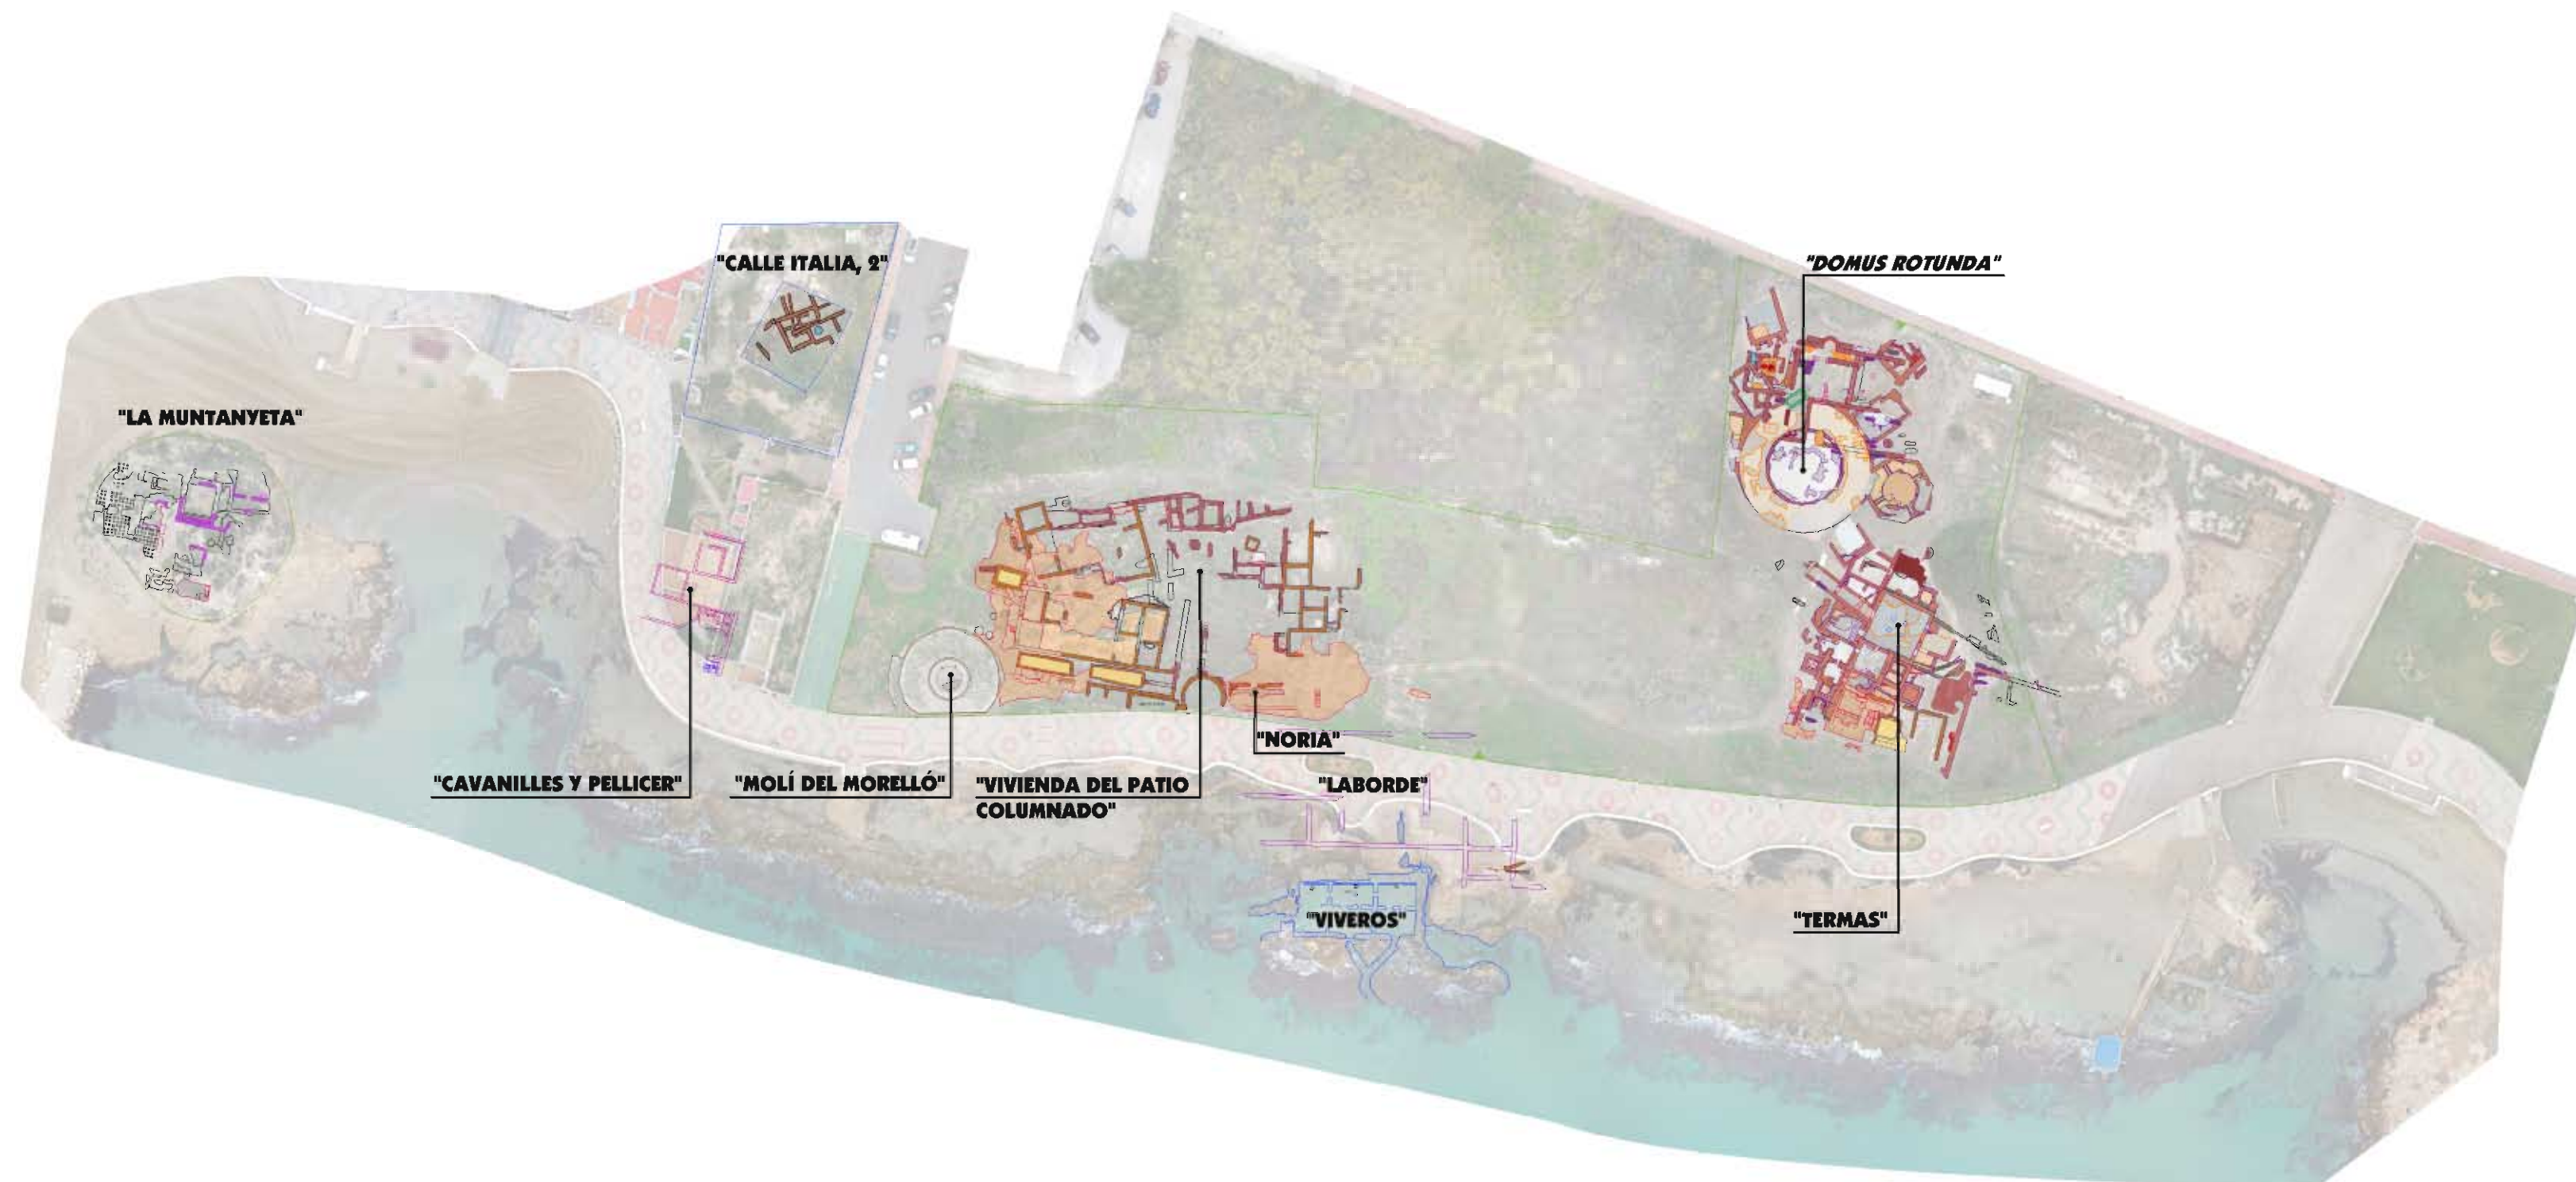 "CALLE ITALIA, 2"
"DOMUS ROTUNDA"
"LA MUNTANYETA"
"NORIA"
"CAVANILLES Y PELLICER"
"MOLÍ DEL MORELLÓ"
"VIVIENDA DEL PATIO
COLUMNADO"
"LABORDE"
"VIVEROS"
"TERMAS"